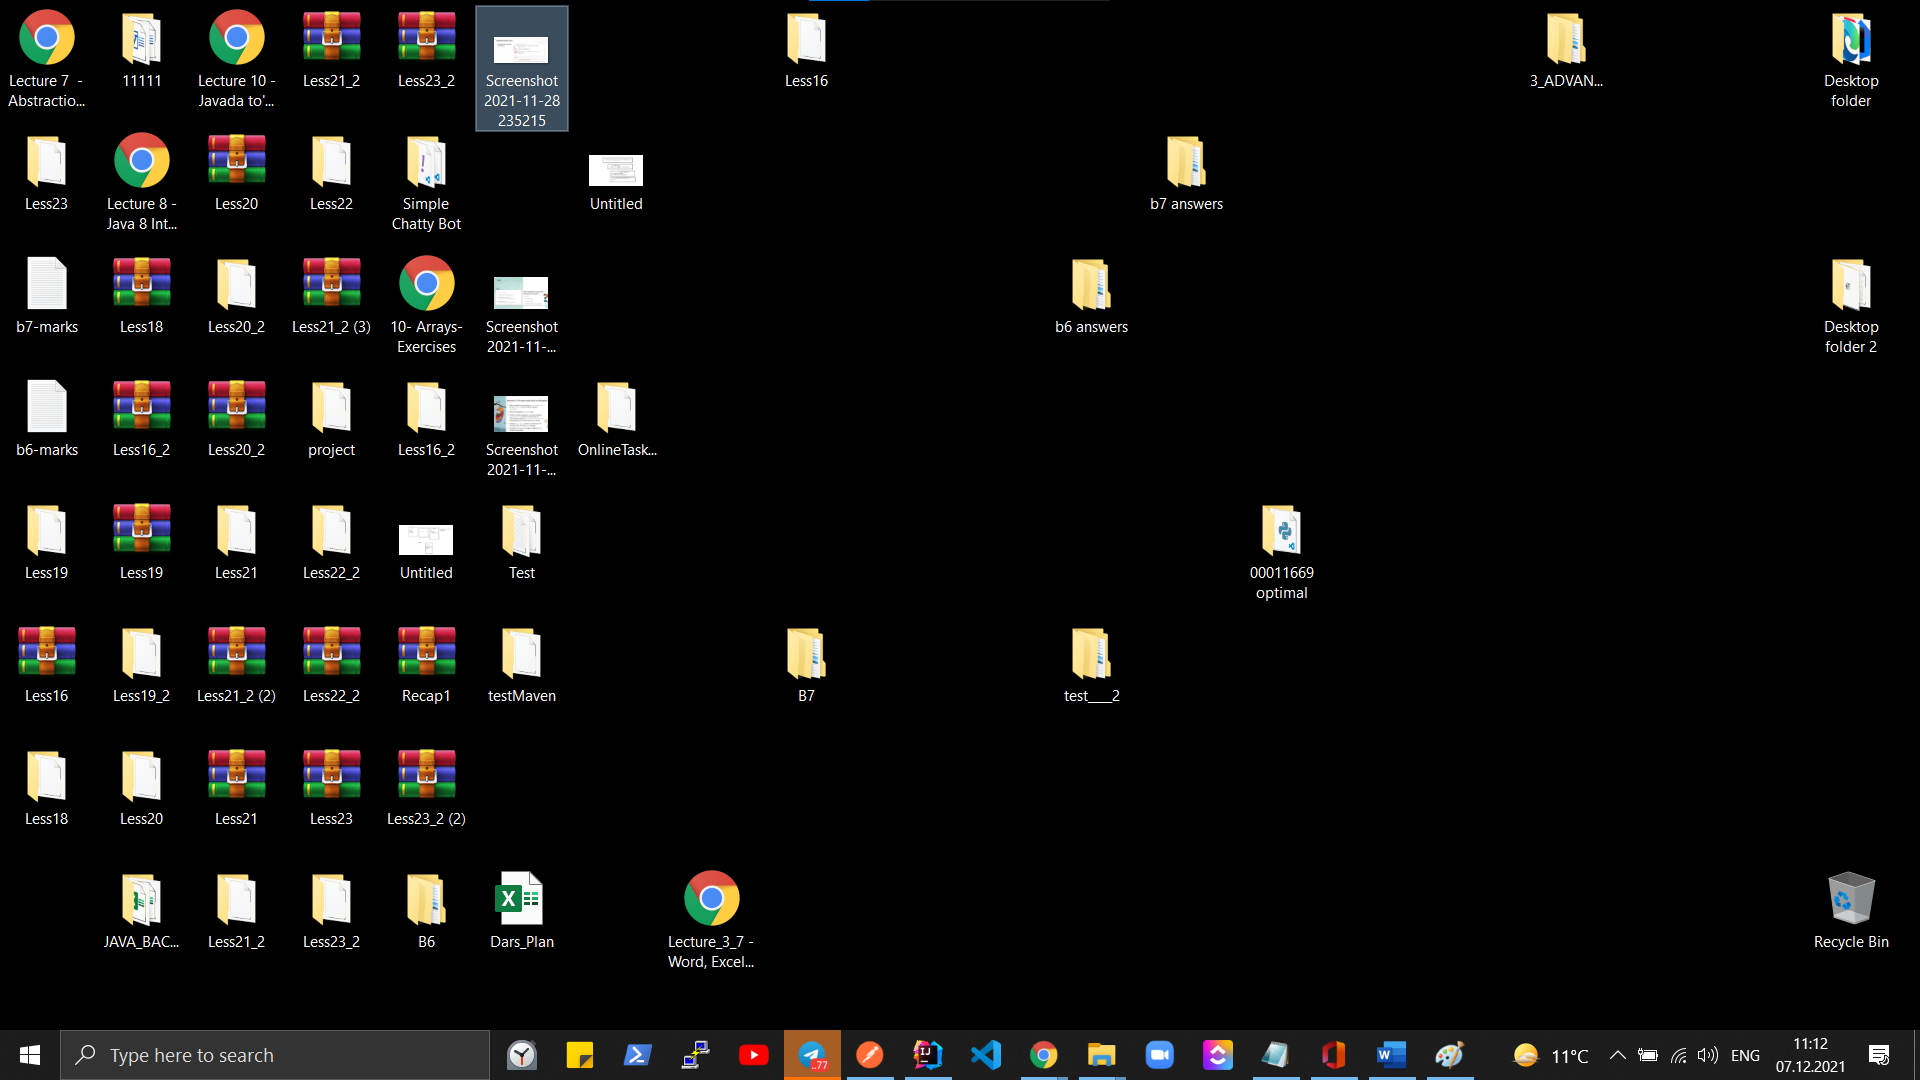 Lecture 7 -
Abstractio...
11111
Lecture 10 -
Javada to'...
Less21_2
Less23_2
Screenshot
2021-11-28
235215
Less16
3_ADVAN...
Desktop
folder
Less23
Lecture 8 -
Java 8 Int...
Less20
Less22
Simple
Chatty Bot
Untitled
b7 answers
b7-marks
Less18
Less20_2
Less21_2 (3)
10- Arrays-
Exercises
Screenshot
2021-11-...
b6 answers
Desktop
folder 2
b6-marks
Less16_2
Less20_2
project
Less16_2
Screenshot
2021-11-...
OnlineTask...
Less19
Less19
Less21
Less22_2
Untitled
Test
00011669
optimal
Less16
Less19_2
Less21_2 (2)
Less22_2
Recap1
testMaven
B7
test___2
Less18
Less20
Less21
Less23
Less23_2 (2)
JAVA_BAC...
Less21_2
Less23_2
B6
Dars_Plan
Lecture_3_7 -
Word, Excel...
Recycle Bin
Type here to search
..77
11°C
ENG
11:12
07.12.2021